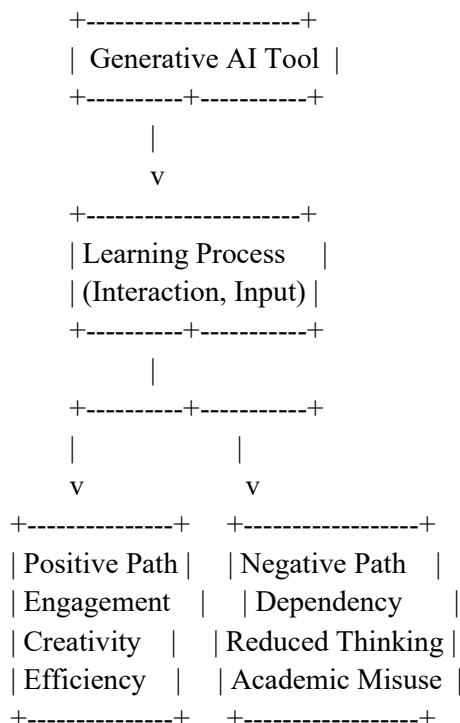 +----------------------+
| Generative AI Tool |
+----------+-----------+
|
v
+----------------------+
| Learning Process |
| (Interaction, Input) |
+----------+-----------+
|
+----------+-----------+
| |
v v
+---------------+ +------------------+
| Positive Path | | Negative Path |
| Engagement | | Dependency |
| Creativity | | Reduced Thinking |
| Efficiency | | Academic Misuse |
+---------------+ +-----------------+